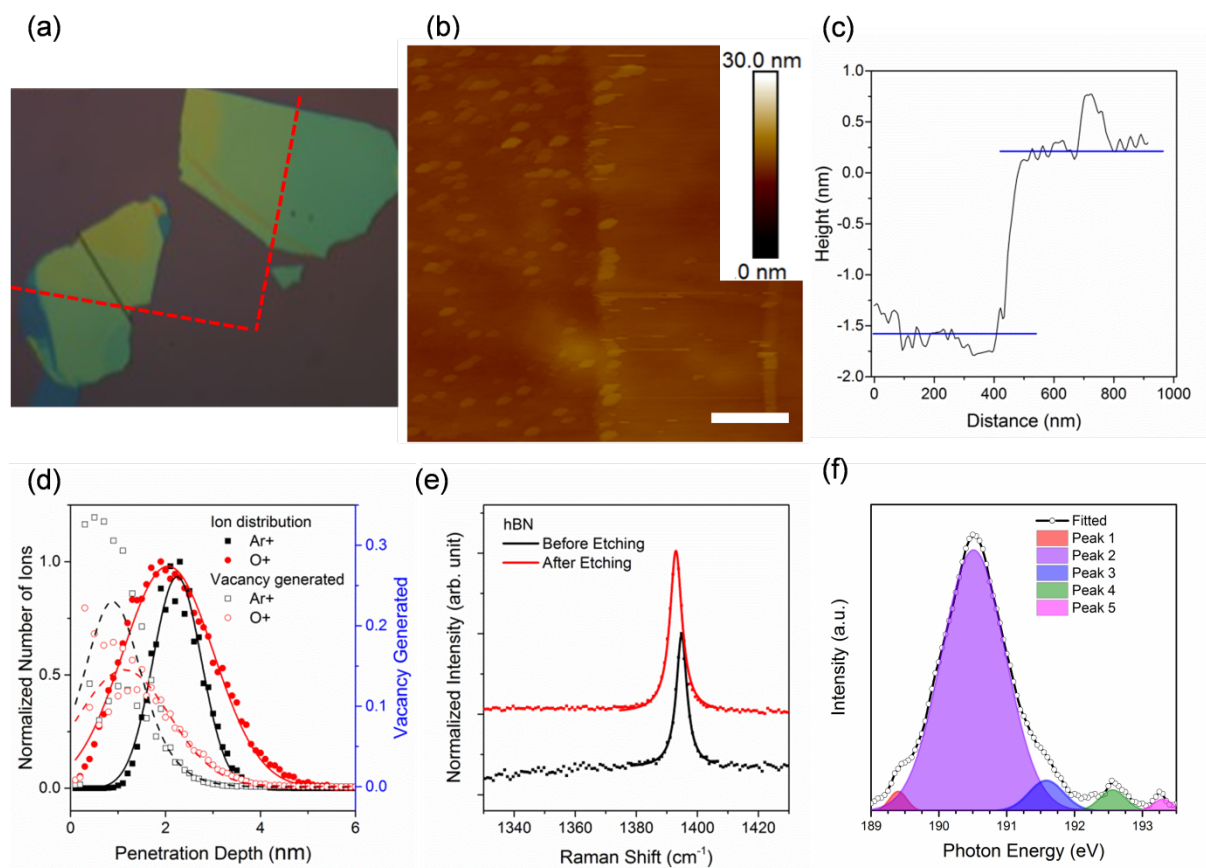 (a)
(b)
30.0 nm
.0 nm
(c)
1.0
0.5
0.0
-0.5
-1.0
-1.5
-2.0
0 200 400 600 800 1000
Height (nm)
Distance (nm)
(d)
Ion distribution
Ar+
O+
Vacancy generated
Ar+
O+
1.0
0.5
0.0
0.3
0.2
0.1
0.0
0 2 4 6
Normalized Number of Ions
Vacancy Generated
Penetration Depth (nm)
(e)
hBN
Before Etching
After Etching
1340 1360 1380 1400 1420
Normalized Intensity (arb. unit)
Raman Shift (cm-1)
(f)
Fitted
Peak 1
Peak 2
Peak 3
Peak 4
Peak 5
189 190 191 192 193
Intensity (a.u.)
Photon Energy (eV)